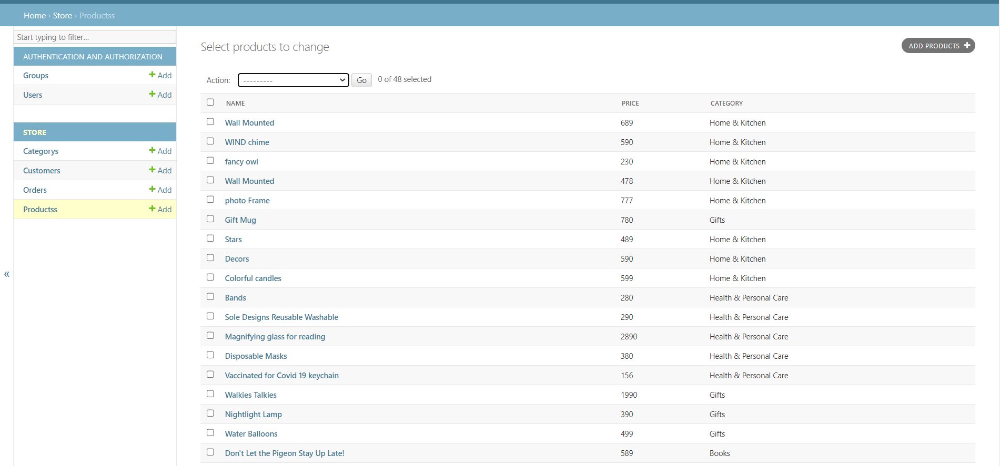 Home › Store › Productss
Start typing to filter...
AUTHENTICATION AND AUTHORIZATION
Groups + Add
Users + Add
STORE
Categorys + Add
Customers + Add
Orders + Add
Productss + Add
«
Select products to change
ADD PRODUCTS +
Action: --------- Go 0 of 48 selected
NAME PRICE CATEGORY
Wall Mounted 689 Home & Kitchen
WIND chime 590 Home & Kitchen
fancy owl 230 Home & Kitchen
Wall Mounted 478 Home & Kitchen
photo Frame 777 Home & Kitchen
Gift Mug 780 Gifts
Stars 489 Home & Kitchen
Decors 590 Home & Kitchen
Colorful candles 599 Home & Kitchen
Bands 280 Health & Personal Care
Sole Designs Reusable Washable 290 Health & Personal Care
Magnifying glass for reading 2890 Health & Personal Care
Disposable Masks 380 Health & Personal Care
Vaccinated for Covid 19 keychain 156 Health & Personal Care
Walkies Talkies 1990 Gifts
Nightlight Lamp 390 Gifts
Water Balloons 499 Gifts
Don't Let the Pigeon Stay Up Late! 589 Books